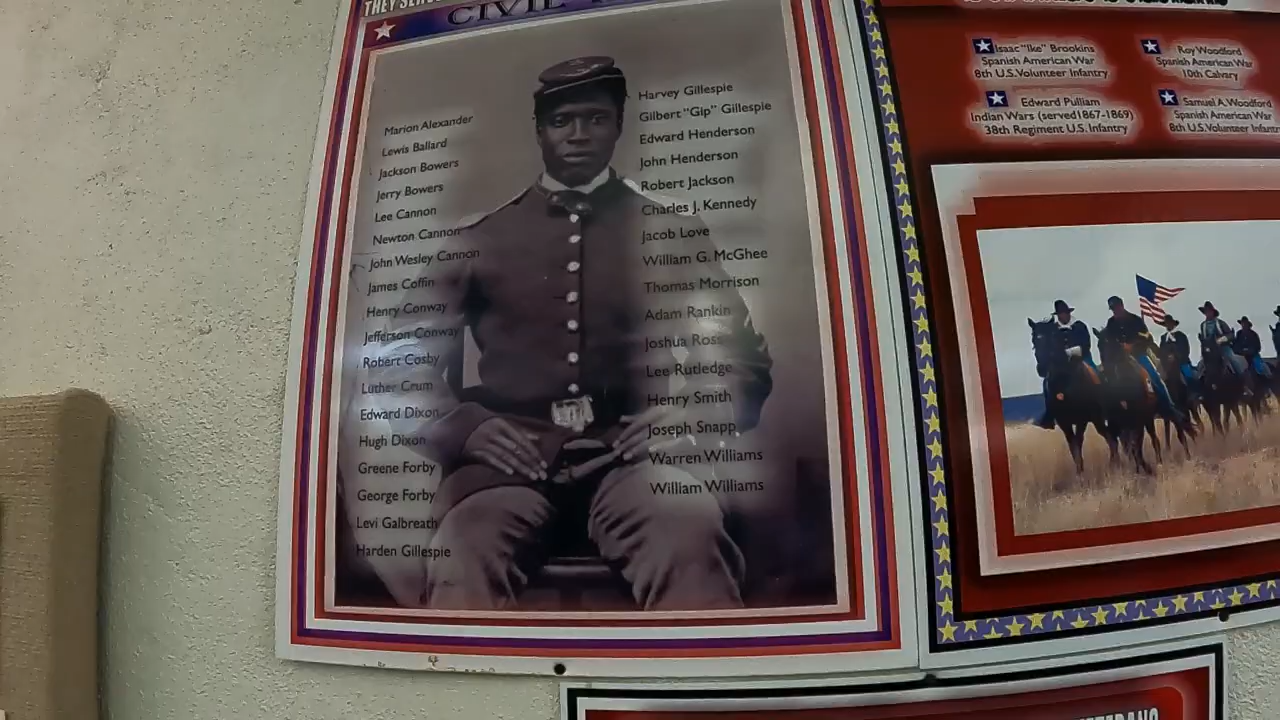 THEY SERVED
CIVIL
Marion Alexander
Lewis Ballard
Jackson Bowers
Jerry Bowers
Lee Cannon
Newton Cannon
John Wesley Cannon
James Coffin
Henry Conway
Jefferson Conway
Robert Cosby
Luther Crum
Edward Dixon
Hugh Dixon
Greene Forby
George Forby
Levi Galbreath
Harden Gillespie
Harvey Gillespie
Gilbert "Gip" Gillespie
Edward Henderson
John Henderson
Robert Jackson
Charles J. Kennedy
Jacob Love
William G. McGhee
Thomas Morrison
Adam Rankin
Joshua Ross
Lee Rutledge
Henry Smith
Joseph Snapp
Warren Williams
William Williams
Isaac "Ike" Brookins
Spanish American War
8th U.S.Volunteer Infantry
Edward Pulliam
Indian Wars (served1867-1869)
38th Regiment U.S. Infantry
Roy Woodford
Spanish American War
10th Calvary
Samuel A.Woodford
Spanish American War
8th U.S.Volunteer Infantry